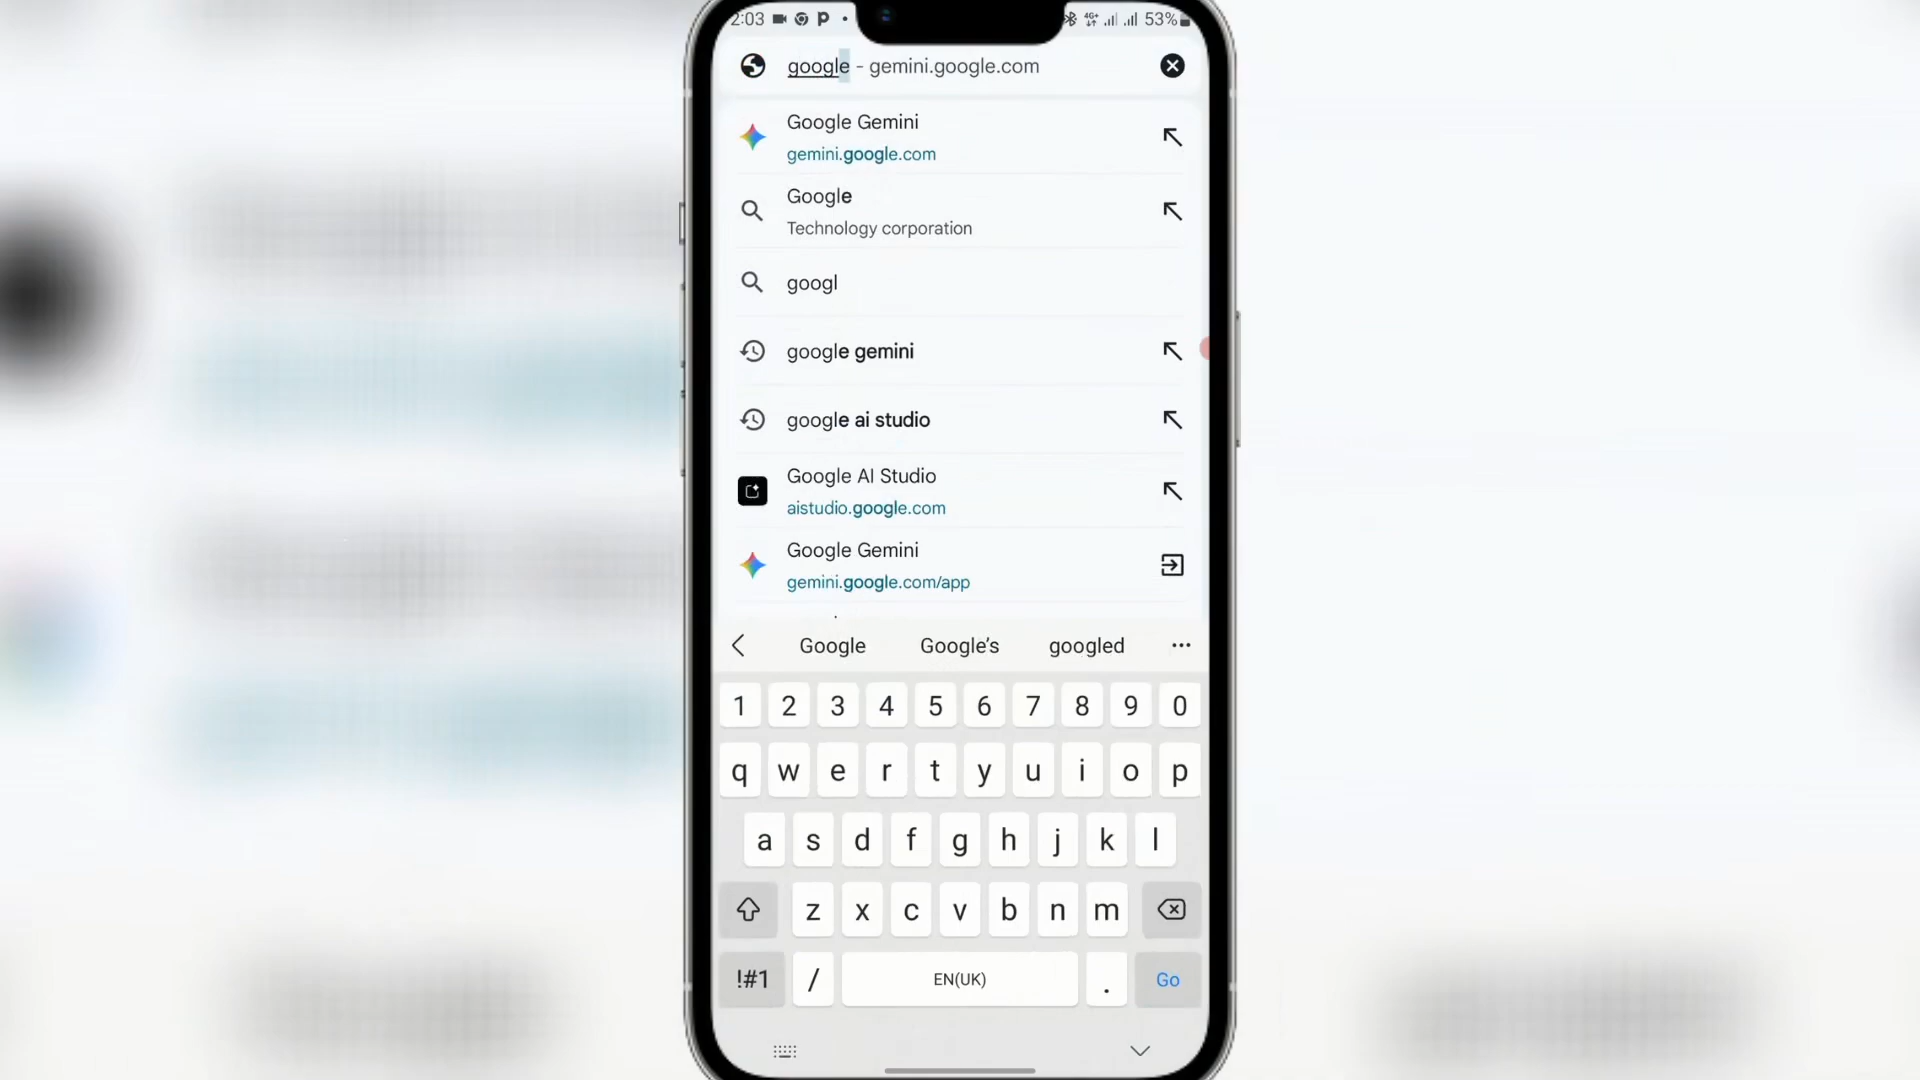 2:03 4G+ 53%
google - gemini.google.com
Google Gemini
gemini.google.com
Google
Technology corporation
googl
google gemini
google ai studio
Google AI Studio
aistudio.google.com
Google Gemini
gemini.google.com/app
Google Google’s googled ...
1 2 3 4 5 6 7 8 9 0
q w e r t y u i o p
a s d f g h j k l
z x c v b n m
!#1 / EN(UK) . Go